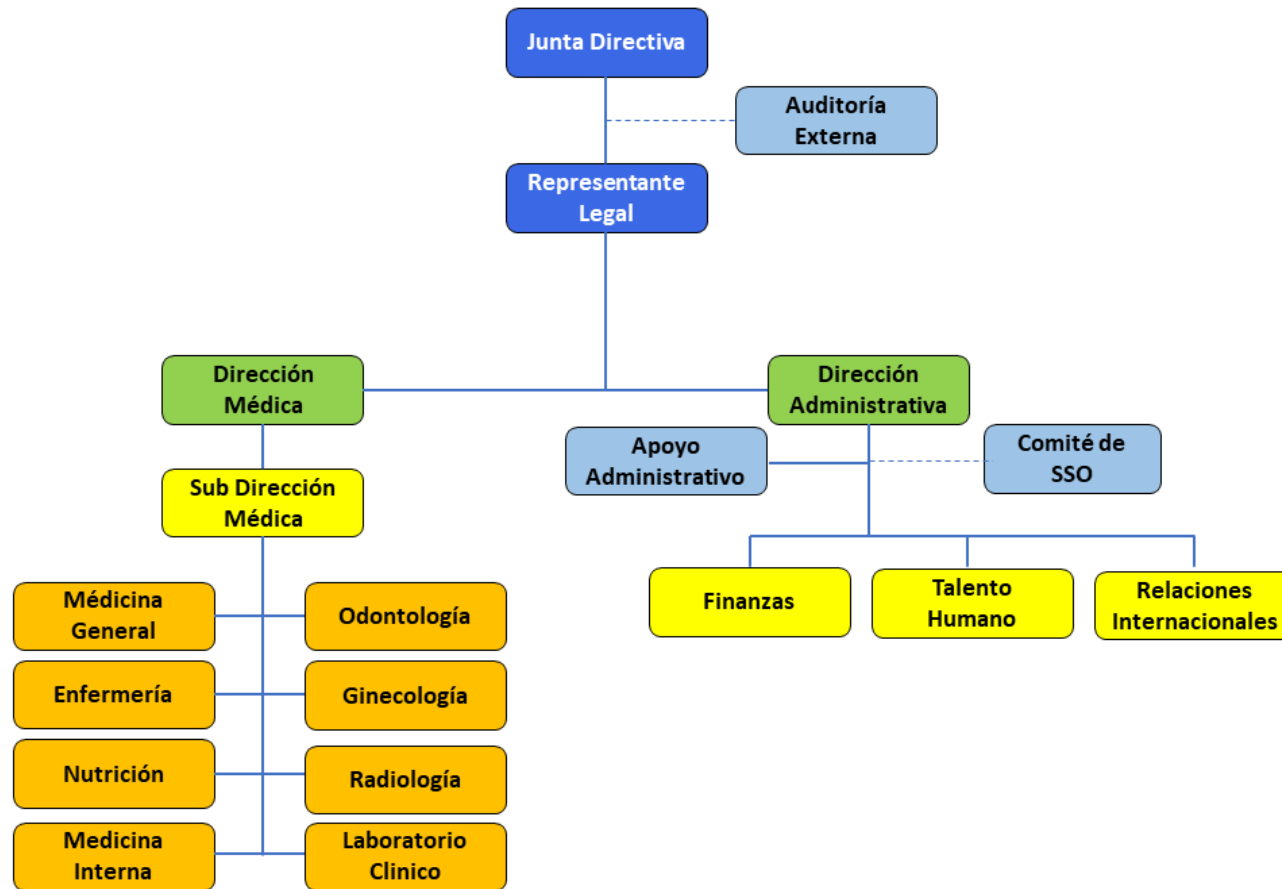 Junta Directiva
Auditoría
Externa
Representante
Legal
Dirección
Médica
Dirección
Administrativa
Apoyo
Administrativo
Comité de
SSO
Sub Dirección
Médica
Finanzas
Talento
Humano
Relaciones
Internacionales
Médicina
General
Odontología
Enfermería
Ginecología
Nutrición
Radiología
Medicina
Interna
Laboratorio
Clinico